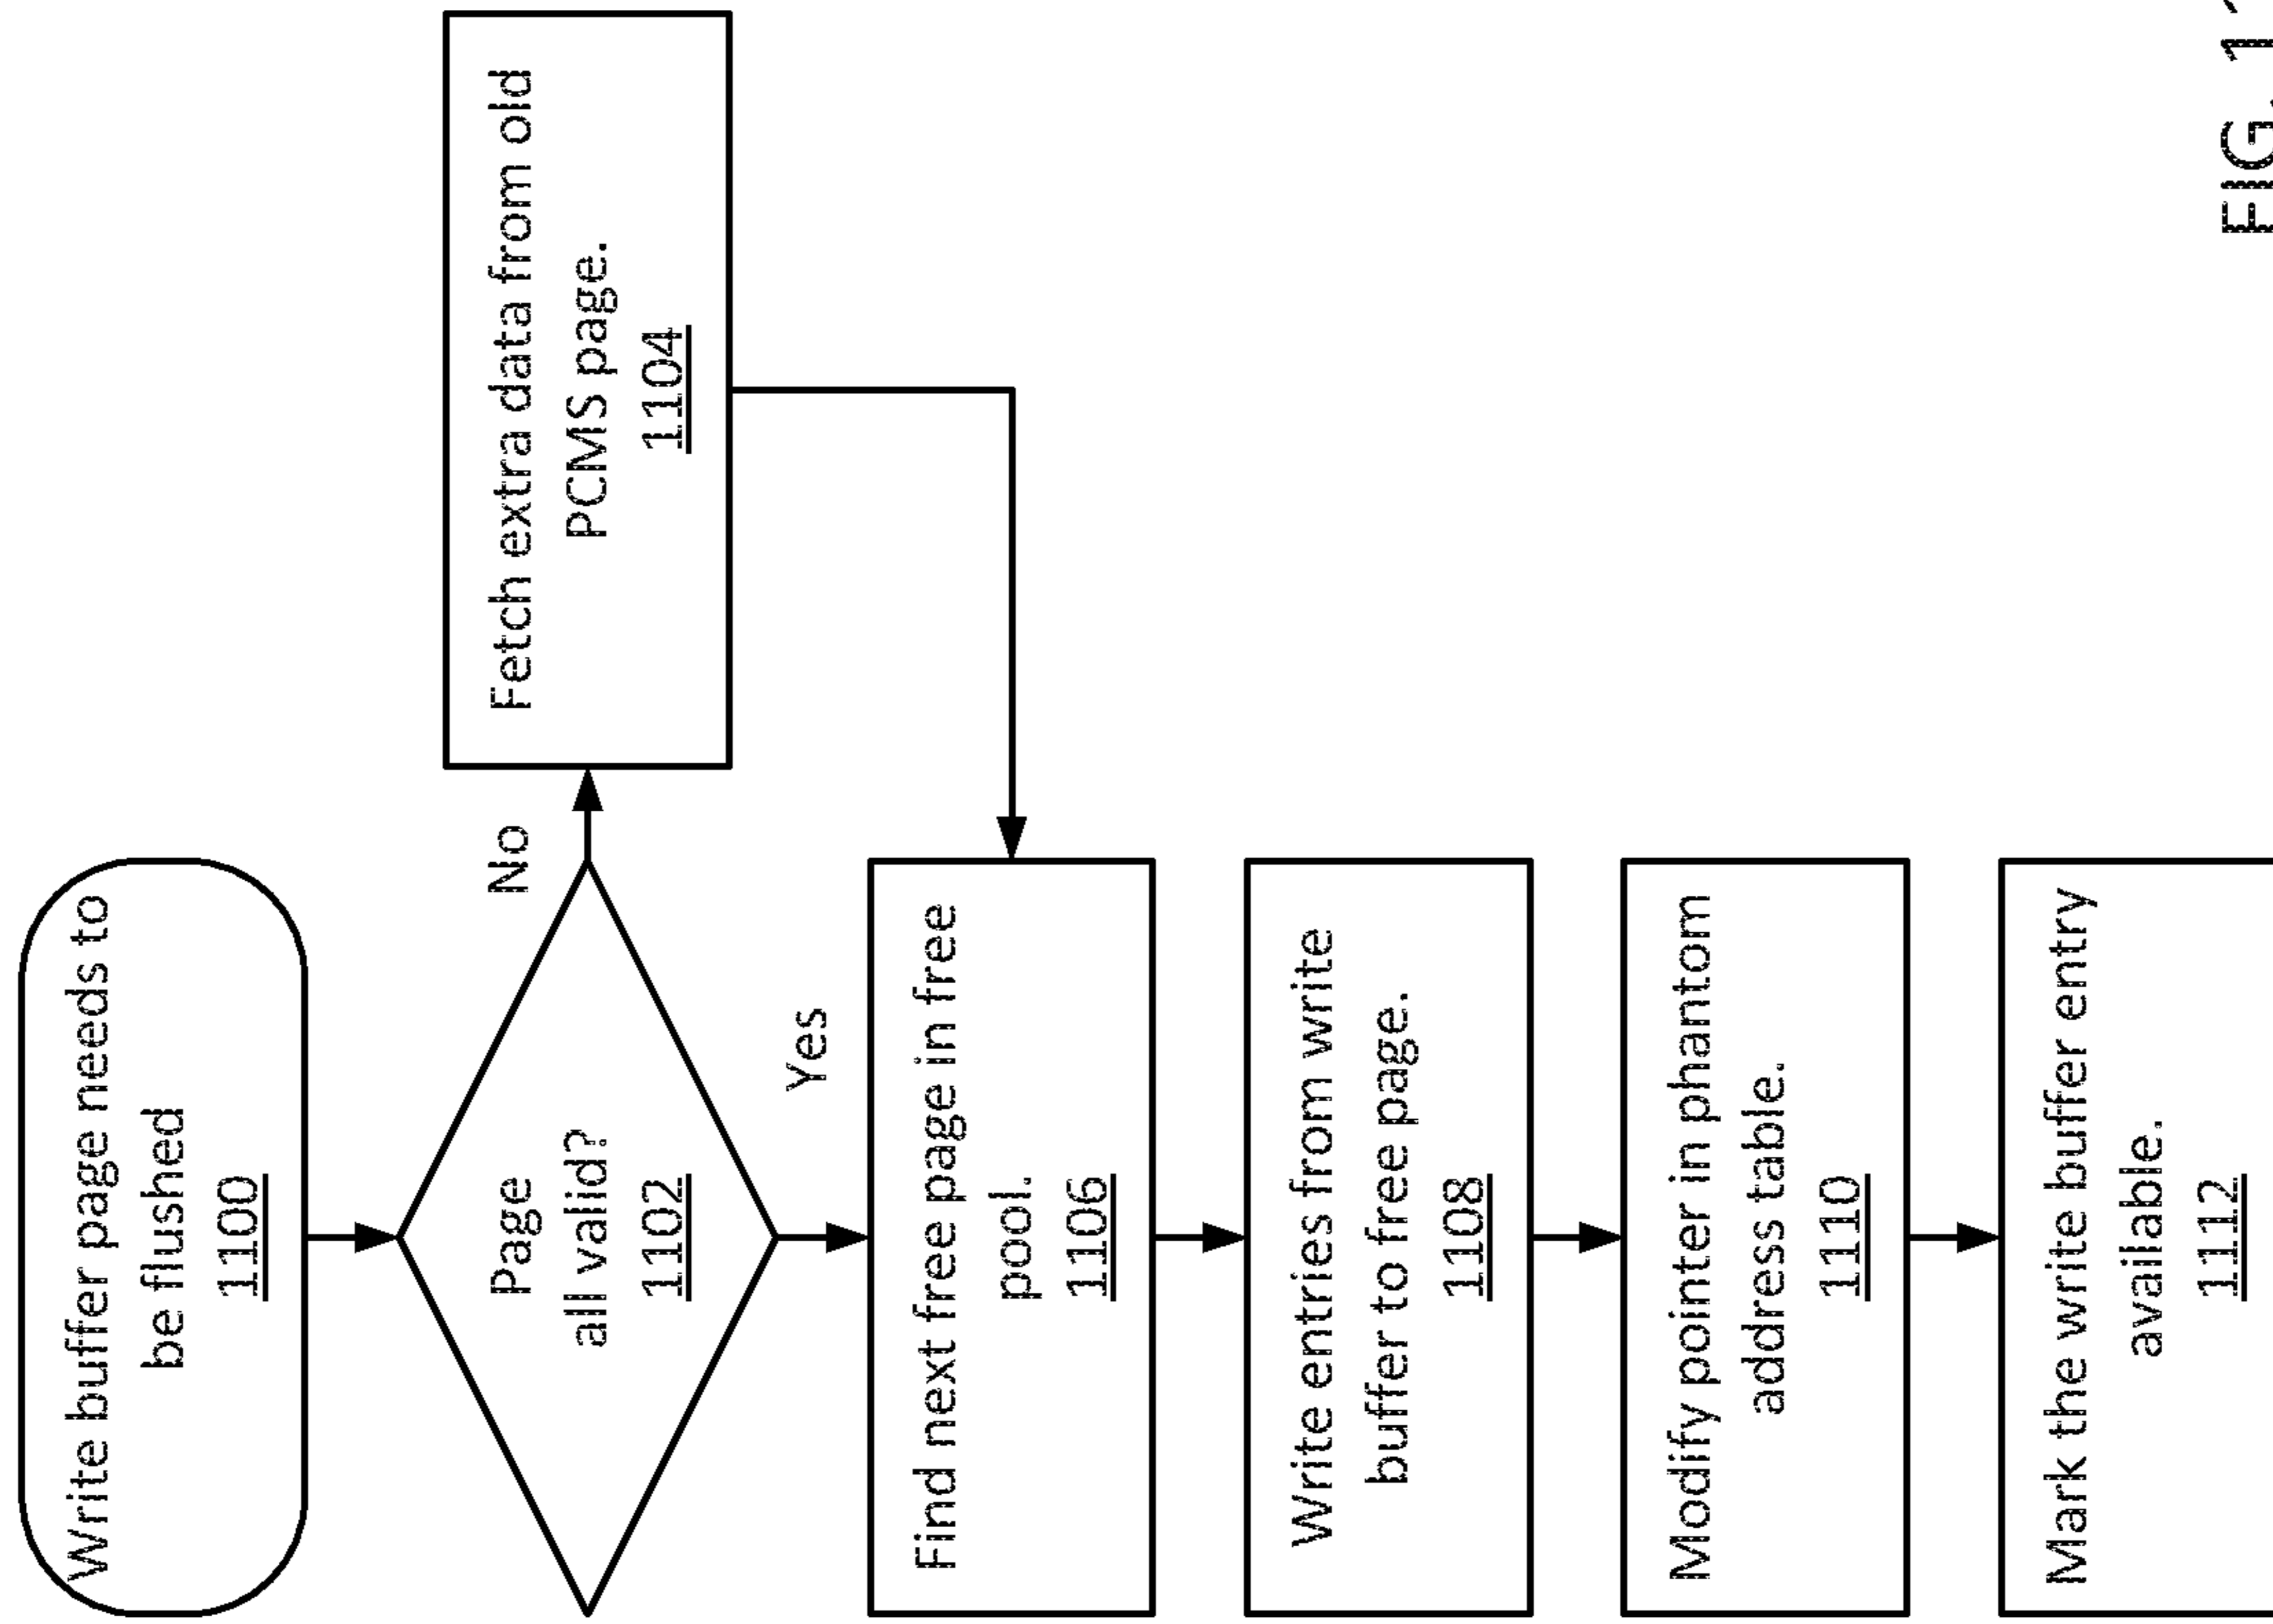 Write buffer page needs to
be flushed
1100
Page
all valid?
1102
No
Fetch extra data from old
PCMS page.
1104
Yes
Find next free page in free
pool.
1106
Write entries from write
buffer to free page.
1108
Modify pointer in phantom
address table.
1110
Mark the write buffer entry
available.
1112
FIG.